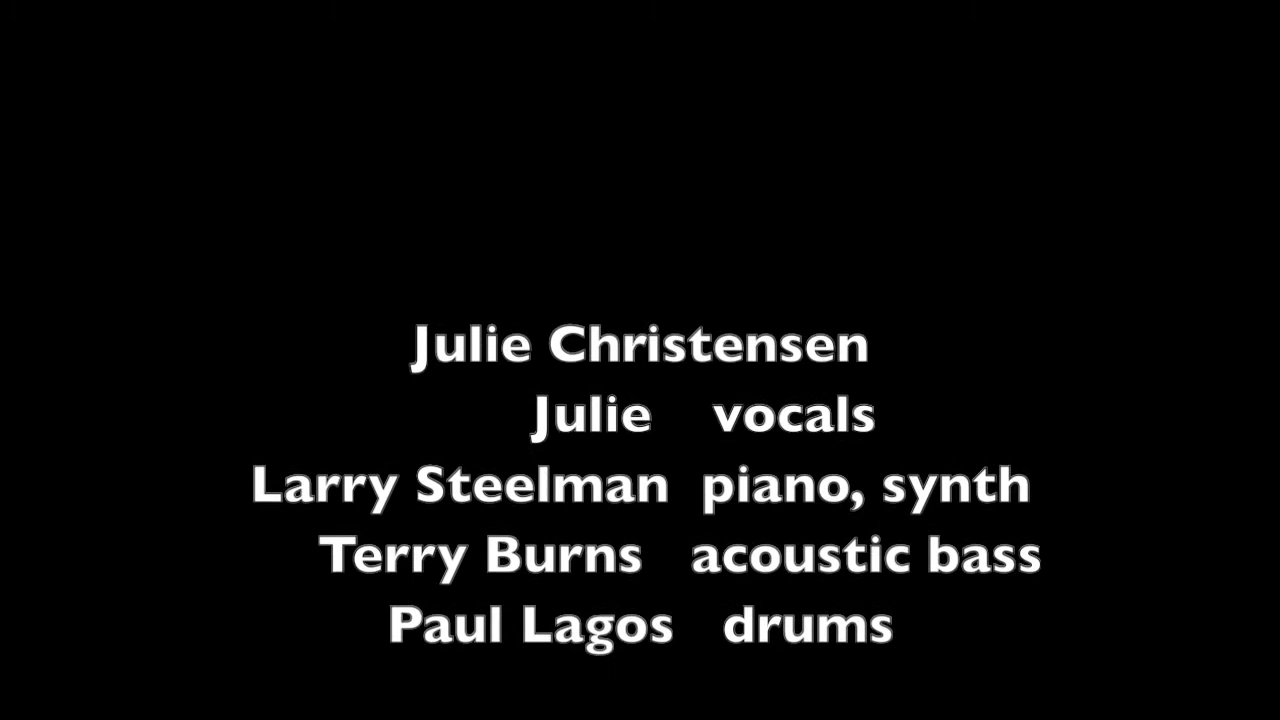 Julie Christensen
Julie vocals
Larry Steelman piano, synth
Terry Burns acoustic bass
Paul Lagos drums